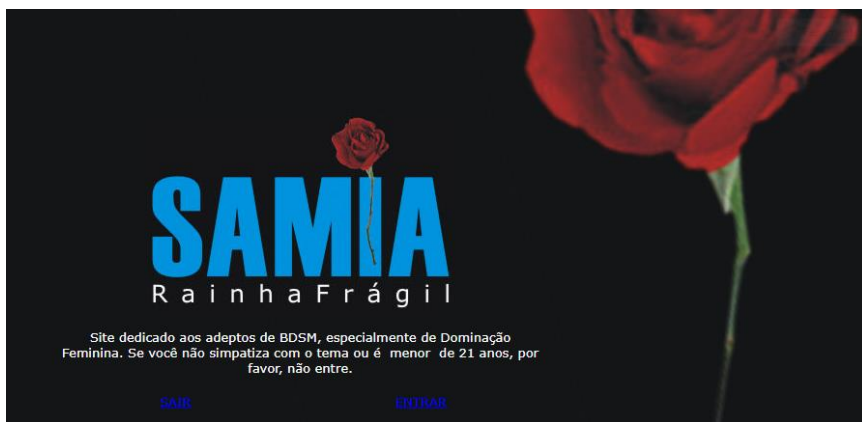 SAMIA
RainhaFrágil
Site dedicado aos adeptos de BDSM, especialmente de Dominação
Feminina. Se você não simpatiza com o tema ou é menor de 21 anos, por
favor, não entre.
SAIR ENTRAR